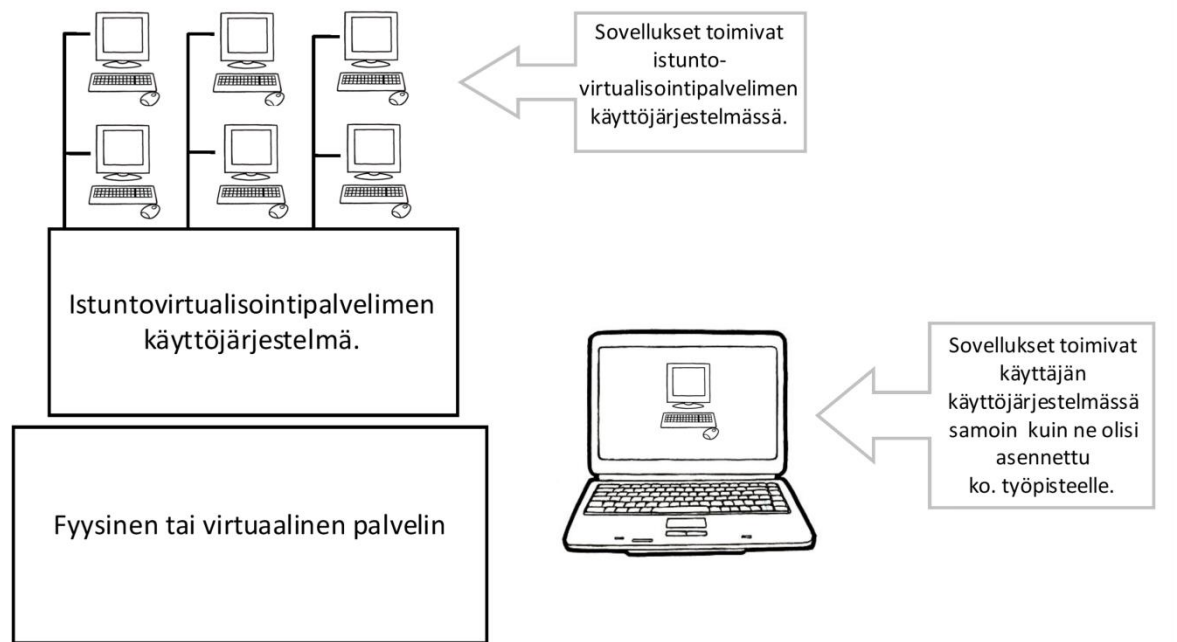 Sovellukset toimivat
istunto-
virtualisointipalvelimen
käyttöjärjestelmässä.
Istuntovirtualisointipalvelimen
käyttöjärjestelmä.
Sovellukset toimivat
käyttäjän
käyttöjärjestelmässä
samoin kuin ne olisi
asennettu
ko. työpisteelle.
Fyysinen tai virtuaalinen palvelin